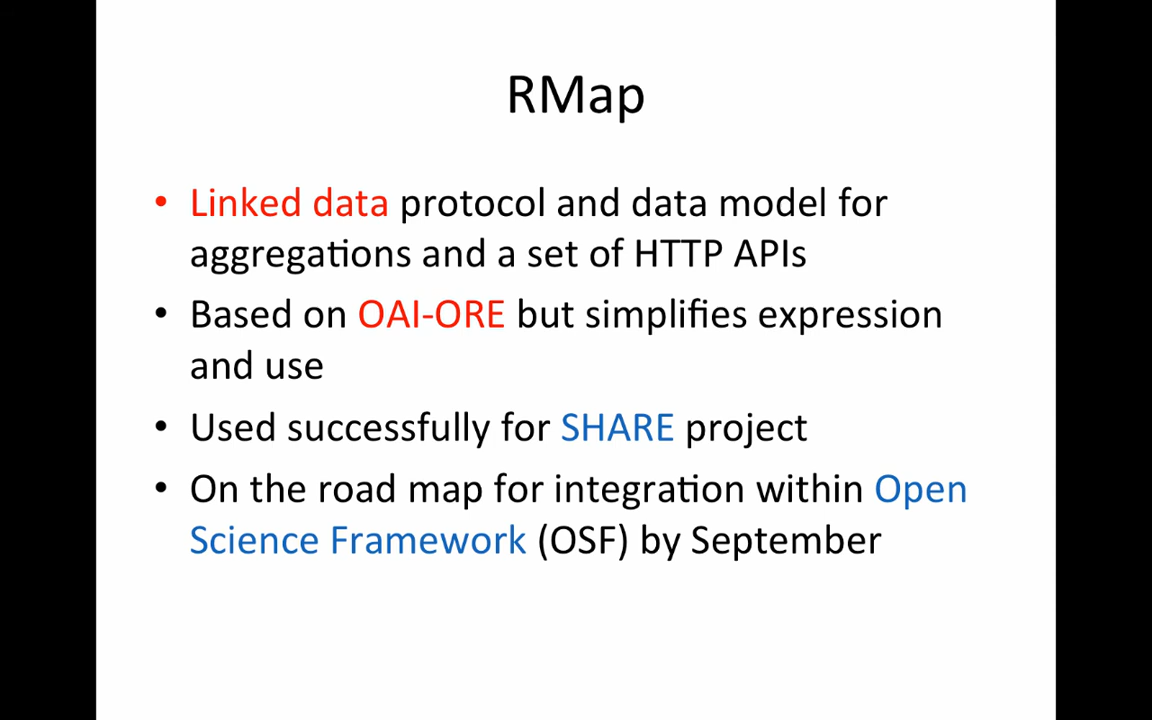 RMap
• Linked data protocol and data model for
aggregations and a set of HTTP APIs
• Based on OAI-ORE but simplifies expression
and use
• Used successfully for SHARE project
• On the road map for integration within Open
Science Framework (OSF) by September